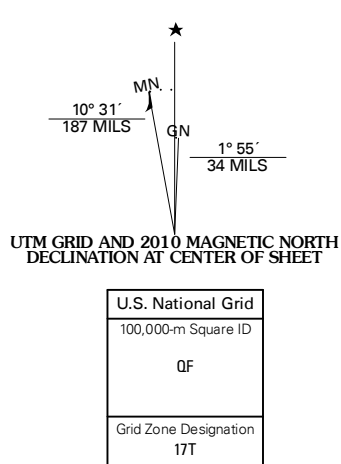 MN
10° 31´
187 MILS
GN
1° 55´
34 MILS
UTM GRID AND 2010 MAGNETIC NORTH
DECLINATION AT CENTER OF SHEET
U.S. National Grid
100,000-m Square ID
QF
Grid Zone Designation
17T